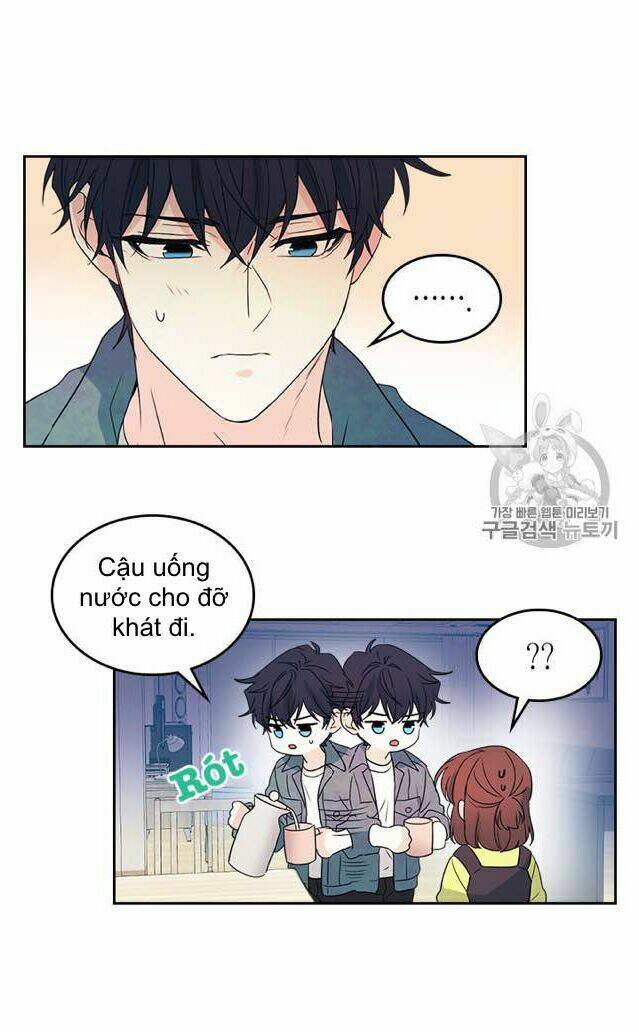 …….
가장 빠른 웹툰 미리보기
구글검색 뉴토끼
Cậu uống
nước cho đỡ
khát đi.
??
Rót